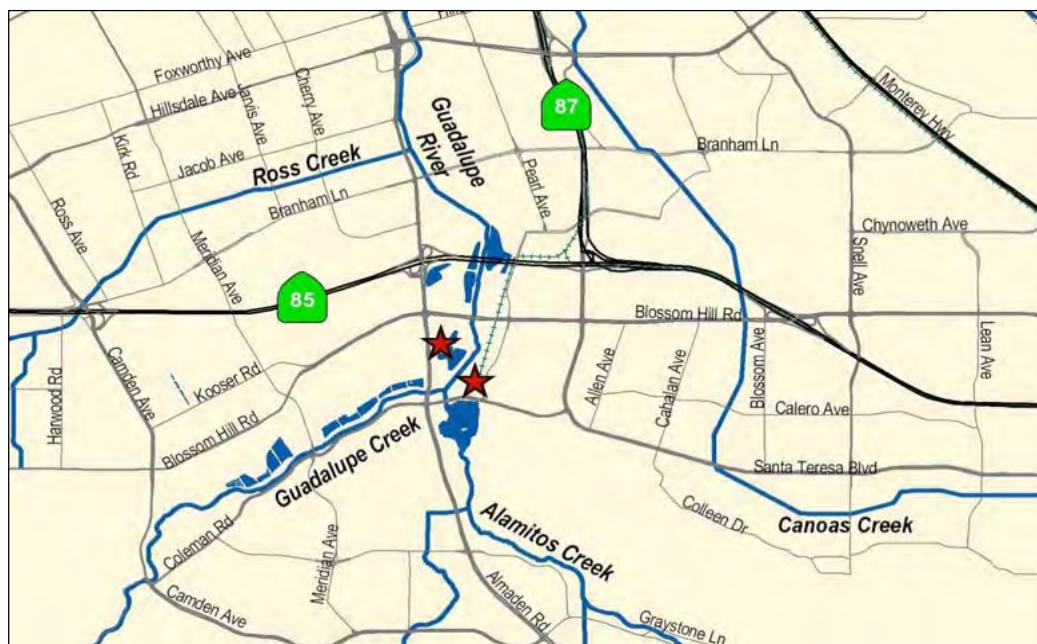 Foxworthy Ave
Hillsdale Ave
Jarvis Ave
Cherry Ave
87
Monterey Hwy
Guadalupe
River
Kirk Rd
Jacob Ave
Ross Creek
Branham Ln
Pearl Ave
Branham Ln
Ross Ave
Meridian Ave
Chynoweth Ave
Snell Ave
85
Blossom Hill Rd
Lean Ave
Harwood Rd
Camden Ave
Kooser Rd
Allen Ave
Cahalan Ave
Blossom Ave
Calero Ave
Blossom Hill Rd
Guadalupe Creek
Santa Teresa Blvd
Colleen Dr
Canoas Creek
Coleman Rd
Meridian Ave
Alamitos Creek
Almaden Rd
Camden Ave
Graystone Ln